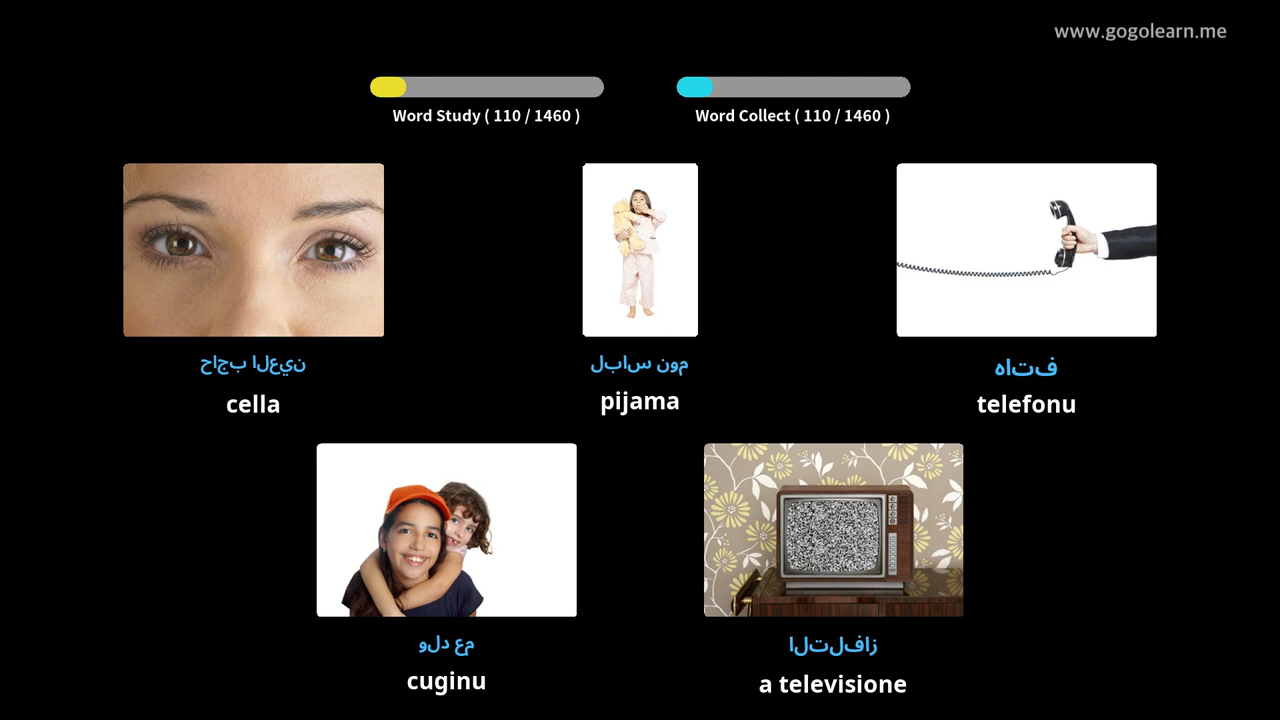 www.gogolearn.me
Word Study ( 110 / 1460 )
Word Collect ( 110 / 1460 )
حاجب العين
لباس نوم
هاتف
cella
pijama
telefonu
ولد عم
التلفاز
cuginu
a televisione